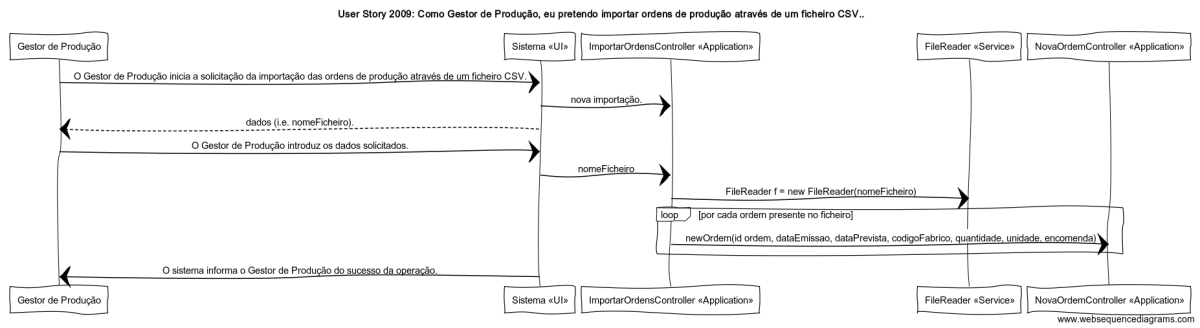 User Story 2009: Como Gestor de Produção, eu pretendo importar ordens de produção através de um ficheiro CSV..
Gestor de Produção
Sistema «UI»
ImportarOrdensController «Application»
FileReader «Service»
NovaOrdemController «Application»
O Gestor de Produção inicia a solicitação da importação das ordens de produção através de um ficheiro CSV.
nova importação.
dados (i.e. nomeFicheiro).
O Gestor de Produção introduz os dados solicitados.
nomeFicheiro
FileReader f = new FileReader(nomeFicheiro)
loop [por cada ordem presente no ficheiro]
newOrdem(id ordem, dataEmissao, dataPrevista, codigoFabrico, quantidade, unidade, encomenda)
O sistema informa o Gestor de Produção do sucesso da operação.
Gestor de Produção
Sistema «UI»
ImportarOrdensController «Application»
FileReader «Service»
NovaOrdemController «Application»
www.websequencediagrams.com